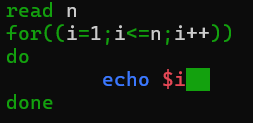 read n
for((i=1;i<=n;i++))
do
        echo $i
done